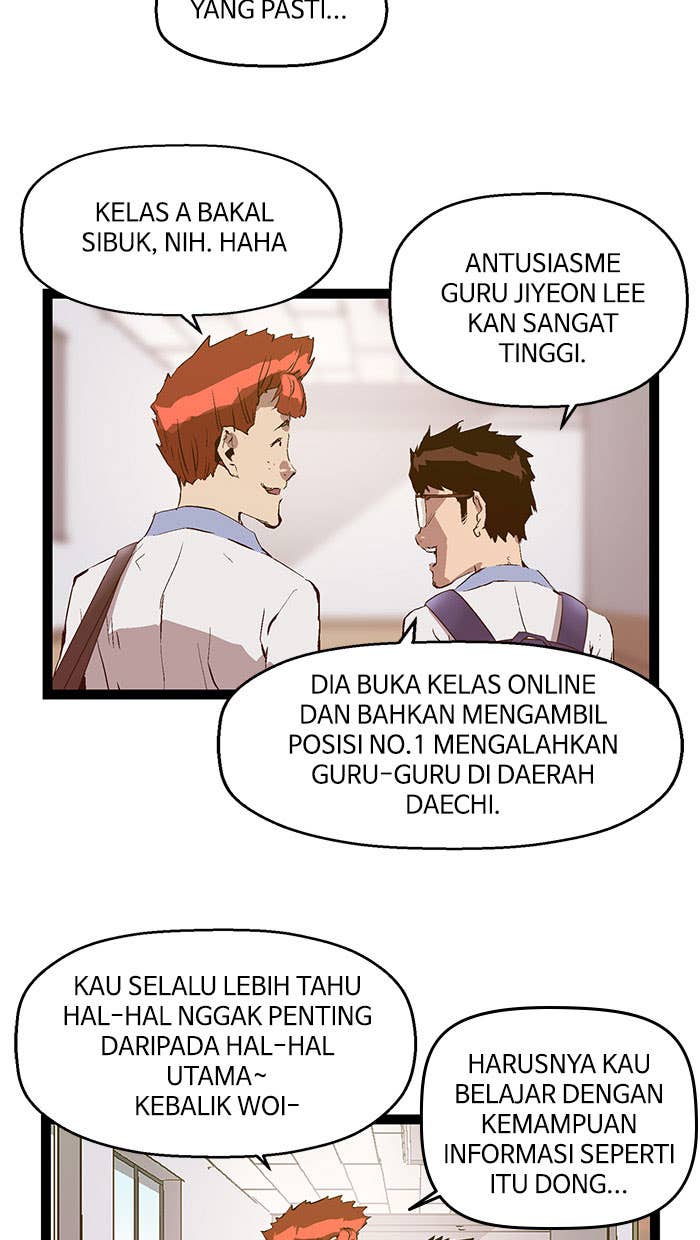 YANG PASTI...
KELAS A BAKAL
SIBUK, NIH. HAHA
ANTUSIASME
GURU JIYEON LEE
KAN SANGAT
TINGGI.
DIA BUKA KELAS ONLINE
DAN BAHKAN MENGAMBIL
POSISI NO.1 MENGALAHKAN
GURU-GURU DI DAERAH
DAECHI.
KAU SELALU LEBIH TAHU
HAL-HAL NGGAK PENTING
DARIPADA HAL-HAL
UTAMA~
KEBALIK WOI-
HARUSNYA KAU
BELAJAR DENGAN
KEMAMPUAN
INFORMASI SEPERTI
ITU DONG...